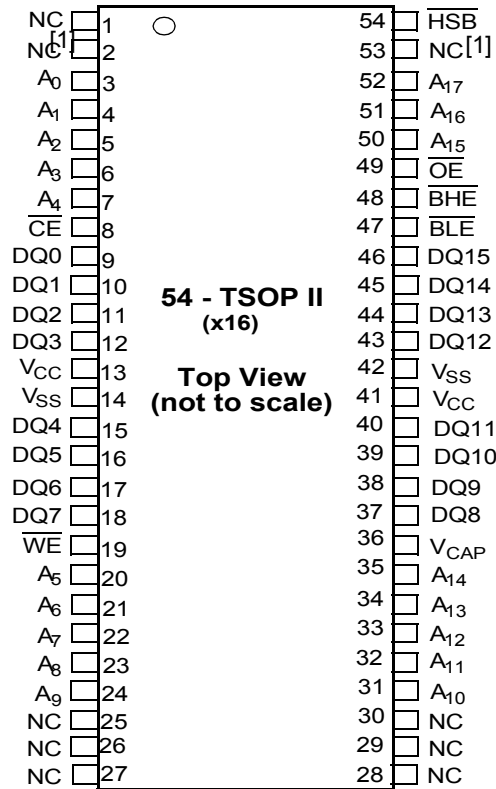 NC 1 54 HSB
NC[1] 2 53 NC[1]
A0 3 52 A17
A1 4 51 A16
A2 5 50 A15
A3 6 49 OE
A4 7 48 BHE
CE 8 47 BLE
DQ0 9 46 DQ15
DQ1 10 45 DQ14
DQ2 11 44 DQ13
DQ3 12 43 DQ12
VCC 13 42 VSS
VSS 14 41 VCC
DQ4 15 40 DQ11
DQ5 16 39 DQ10
DQ6 17 38 DQ9
DQ7 18 37 DQ8
WE 19 36 VCAP
A5 20 35 A14
A6 21 34 A13
A7 22 33 A12
A8 23 32 A11
A9 24 31 A10
NC 25 30 NC
NC 26 29 NC
NC 27 28 NC
54 - TSOP II
(x16)
Top View
(not to scale)